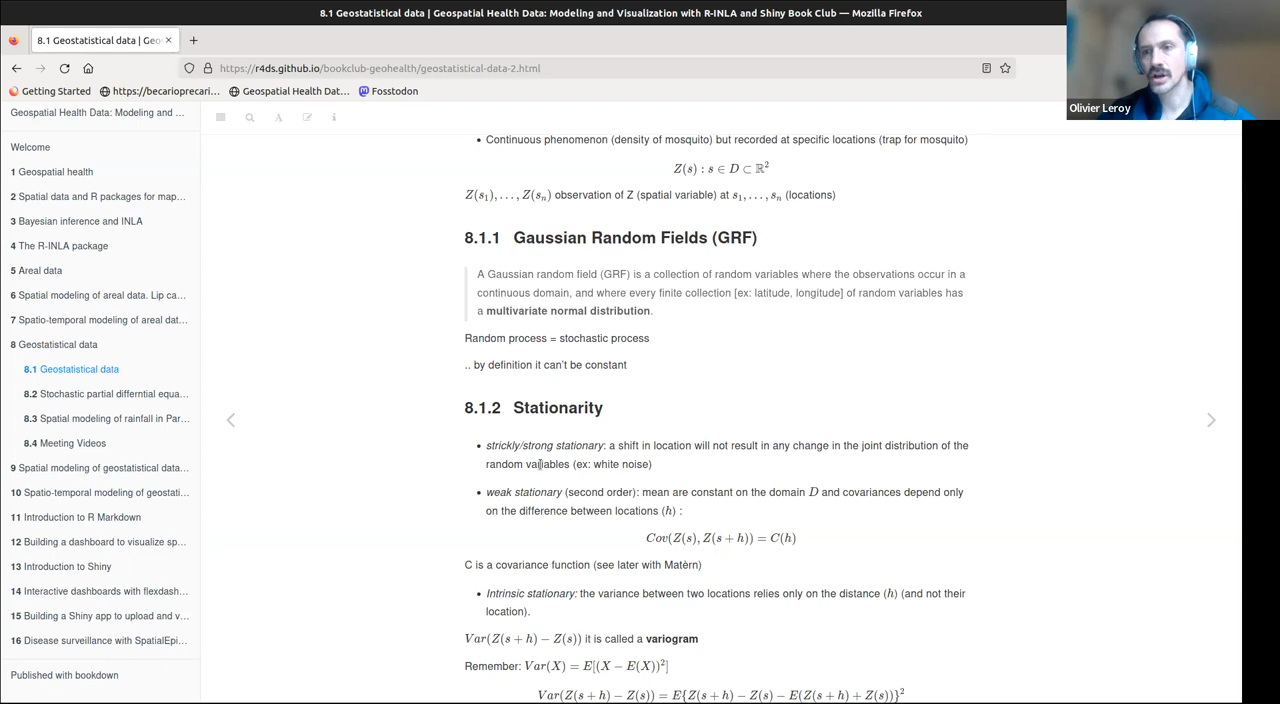 8.1 Geostatistical data | Geospatial Health Data: Modeling and Visualization with R-INLA and Shiny Book Club — Mozilla Firefox
8.1 Geostatistical data | Geo
https://r4ds.github.io/bookclub-geohealth/geostatistical-data-2.html
Getting Started
https://becarioprecari...
Geospatial Health Dat...
Fosstodon
Olivier Leroy
Geospatial Health Data: Modeling and ...
Welcome
1 Geospatial health
2 Spatial data and R packages for map...
3 Bayesian inference and INLA
4 The R-INLA package
5 Areal data
6 Spatial modeling of areal data. Lip ca...
7 Spatio-temporal modeling of areal dat...
8 Geostatistical data
8.1 Geostatistical data
8.2 Stochastic partial differntial equa...
8.3 Spatial modeling of rainfall in Par...
8.4 Meeting Videos
9 Spatial modeling of geostatistical data...
10 Spatio-temporal modeling of geostati...
11 Introduction to R Markdown
12 Building a dashboard to visualize sp...
13 Introduction to Shiny
14 Interactive dashboards with flexdash...
15 Building a Shiny app to upload and v...
16 Disease surveillance with SpatialEpi...
Published with bookdown
• Continuous phenomenon (density of mosquito) but recorded at specific locations (trap for mosquito)
Z(s) : s ∈ D ⊂ ℝ²
Z(s₁), . . . , Z(sₙ) observation of Z (spatial variable) at s₁, . . . , sₙ (locations)
8.1.1 Gaussian Random Fields (GRF)
A Gaussian random field (GRF) is a collection of random variables where the observations occur in a
continuous domain, and where every finite collection [ex: latitude, longitude] of random variables has
a multivariate normal distribution.
Random process = stochastic process
.. by definition it can't be constant
8.1.2 Stationarity
• strickly/strong stationary: a shift in location will not result in any change in the joint distribution of the
random variables (ex: white noise)
• weak stationary (second order): mean are constant on the domain D and covariances depend only
on the difference between locations (h) :
Cov(Z(s), Z(s + h)) = C(h)
C is a covariance function (see later with Matèrn)
• Intrinsic stationary: the variance between two locations relies only on the distance (h) (and not their
location).
Var(Z(s + h) − Z(s)) it is called a variogram
Remember: Var(X) = E[(X − E(X))²]
Var(Z(s + h) − Z(s)) = E{Z(s + h) − Z(s) − E(Z(s + h) + Z(s))}²